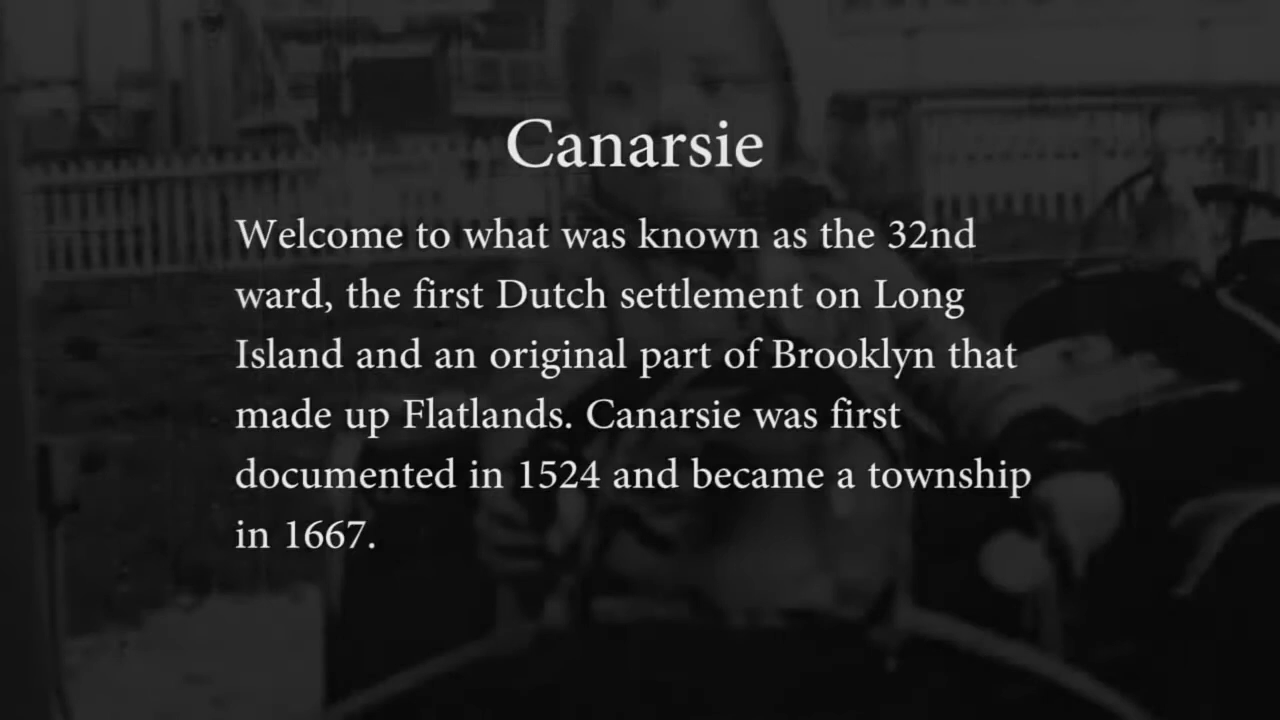 Canarsie
Welcome to what was known as the 32nd
ward, the first Dutch settlement on Long
Island and an original part of Brooklyn that
made up Flatlands. Canarsie was first
documented in 1524 and became a township
in 1667.